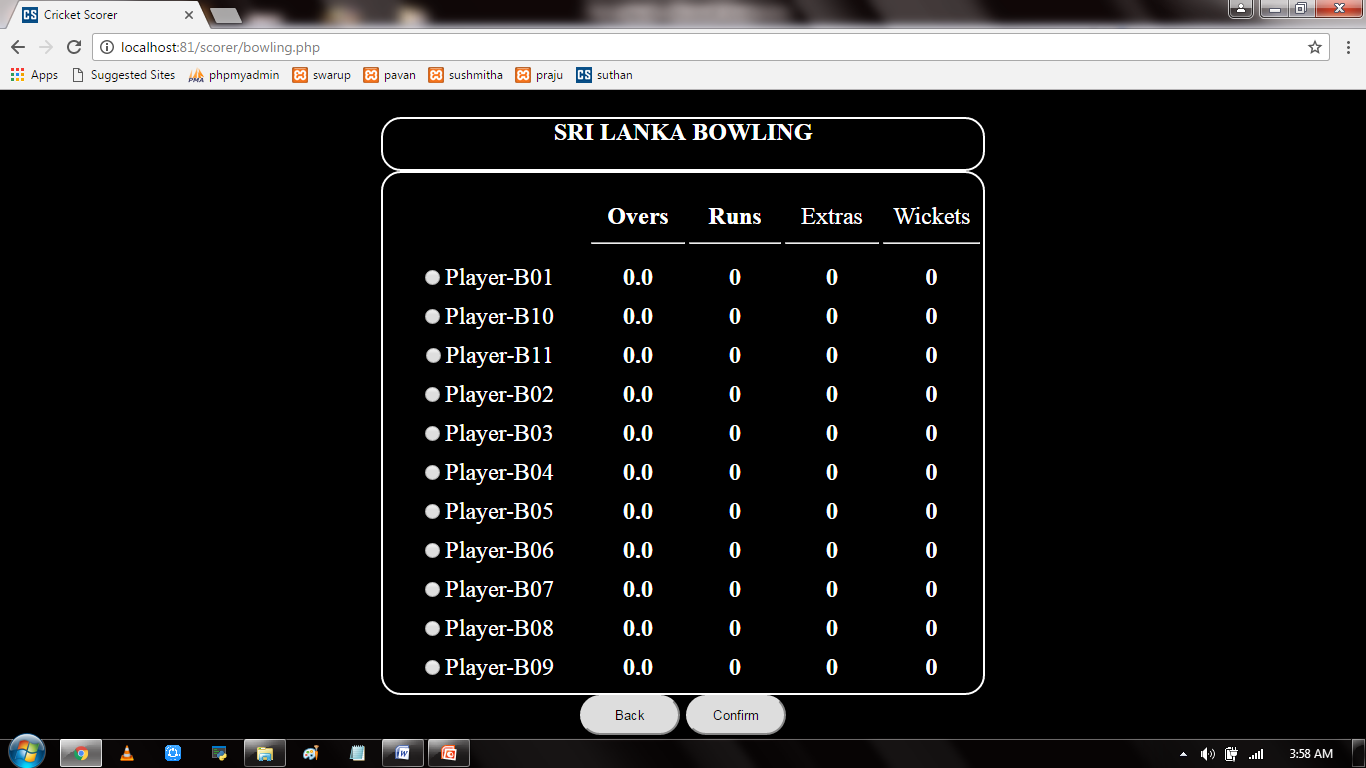 Cricket Scorer
localhost:81/scorer/bowling.php
Apps Suggested Sites phpmyadmin swarup pavan sushmitha praju CS suthan
SRI LANKA BOWLING
Overs Runs Extras Wickets
Player-B01 0.0 0 0 0
Player-B10 0.0 0 0 0
Player-B11 0.0 0 0 0
Player-B02 0.0 0 0 0
Player-B03 0.0 0 0 0
Player-B04 0.0 0 0 0
Player-B05 0.0 0 0 0
Player-B06 0.0 0 0 0
Player-B07 0.0 0 0 0
Player-B08 0.0 0 0 0
Player-B09 0.0 0 0 0
Back Confirm
3:58 AM